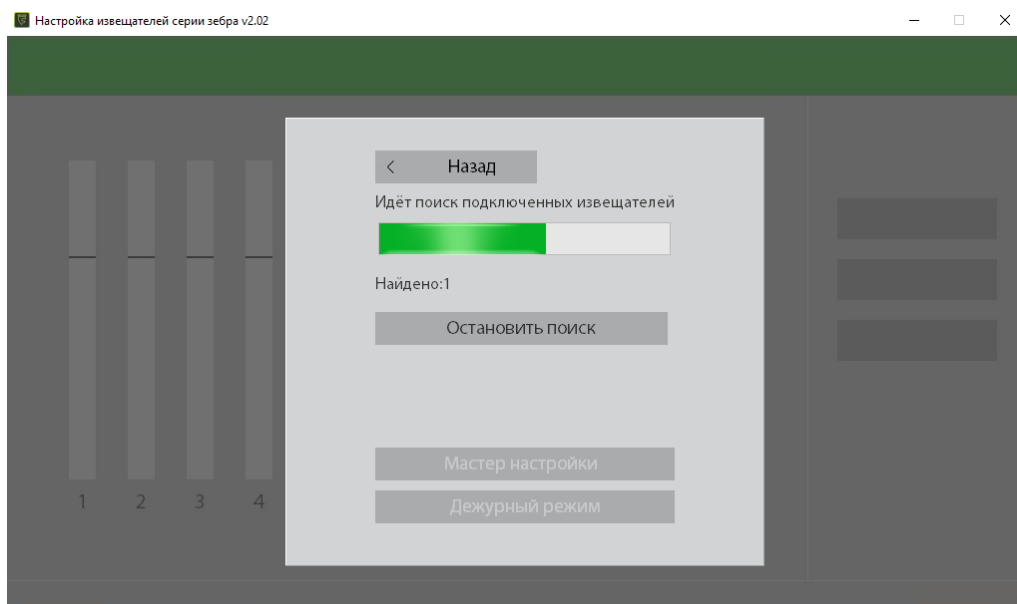 Настройка извещателей серии зебра v2.02
< Назад
Идёт поиск подключенных извещателей
Найдено:1
Остановить поиск
Мастер настройки
Дежурный режим
1 2 3 4